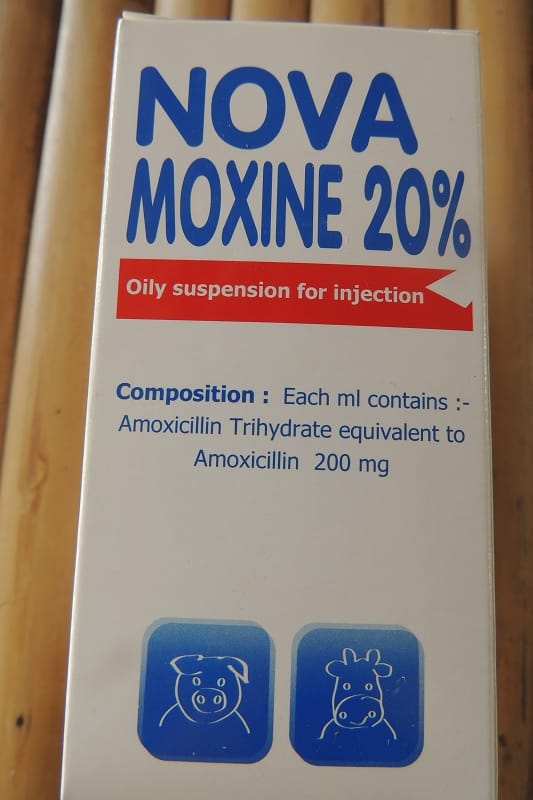 NOVA
MOXINE 20%
Oily suspension for injection
Composition : Each ml contains :-
Amoxicillin Trihydrate equivalent to
Amoxicillin 200 mg